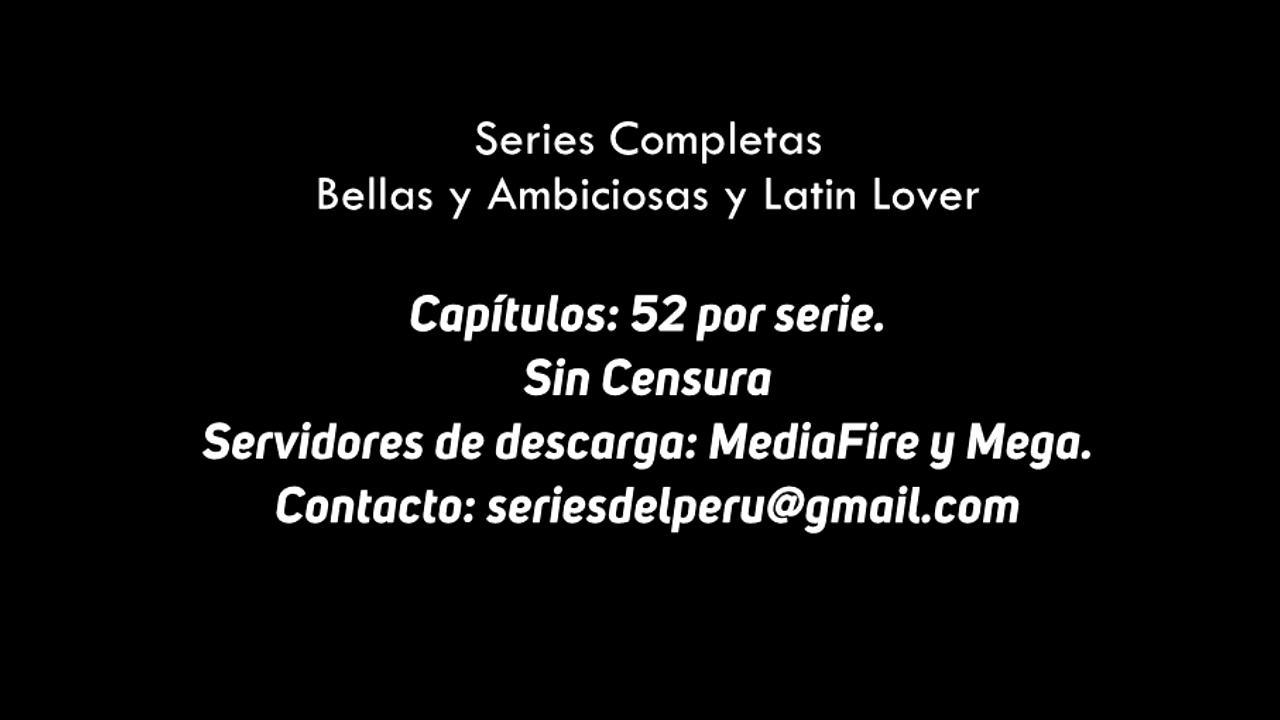 Series Completas
Bellas y Ambiciosas y Latin Lover
Capítulos: 52 por serie.
Sin Censura
Servidores de descarga: MediaFire y Mega.
Contacto: seriesdelperu@gmail.com